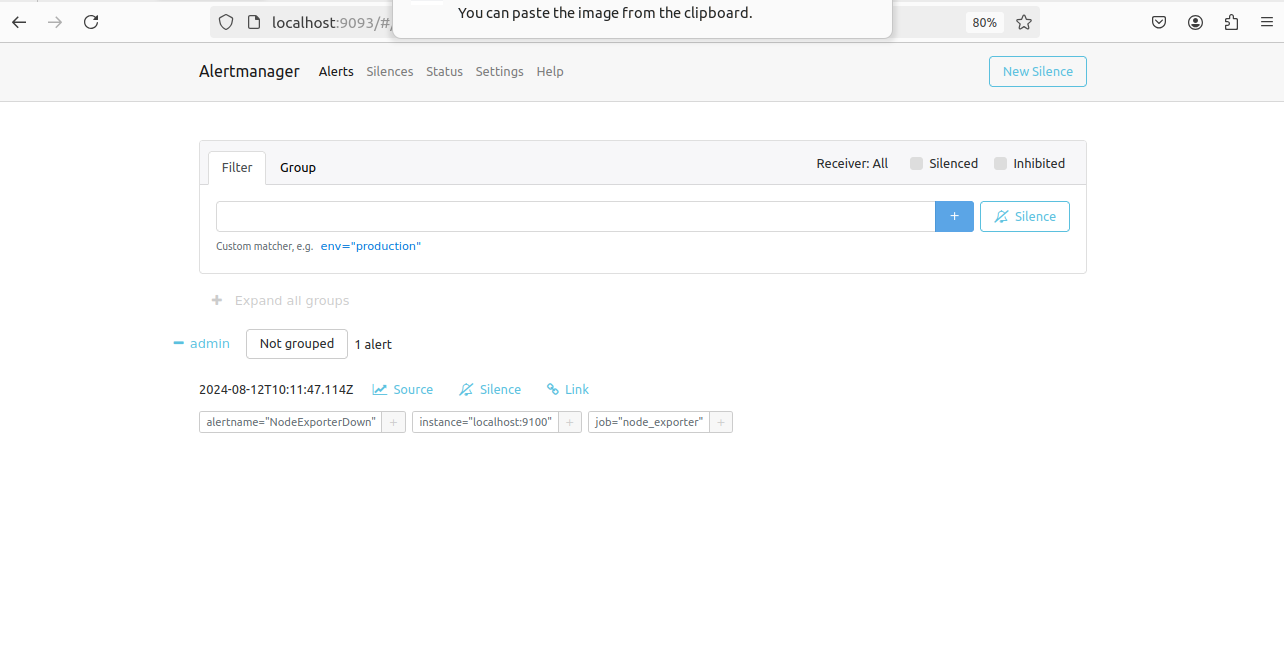 You can paste the image from the clipboard.
localhost:9093/#/
80%
Alertmanager Alerts Silences Status Settings Help New Silence
Filter Group Receiver: All Silenced Inhibited
+ Silence
Custom matcher, e.g. env="production"
+ Expand all groups
− admin Not grouped 1 alert
2024-08-12T10:11:47.114Z Source Silence Link
alertname="NodeExporterDown" + instance="localhost:9100" + job="node_exporter" +